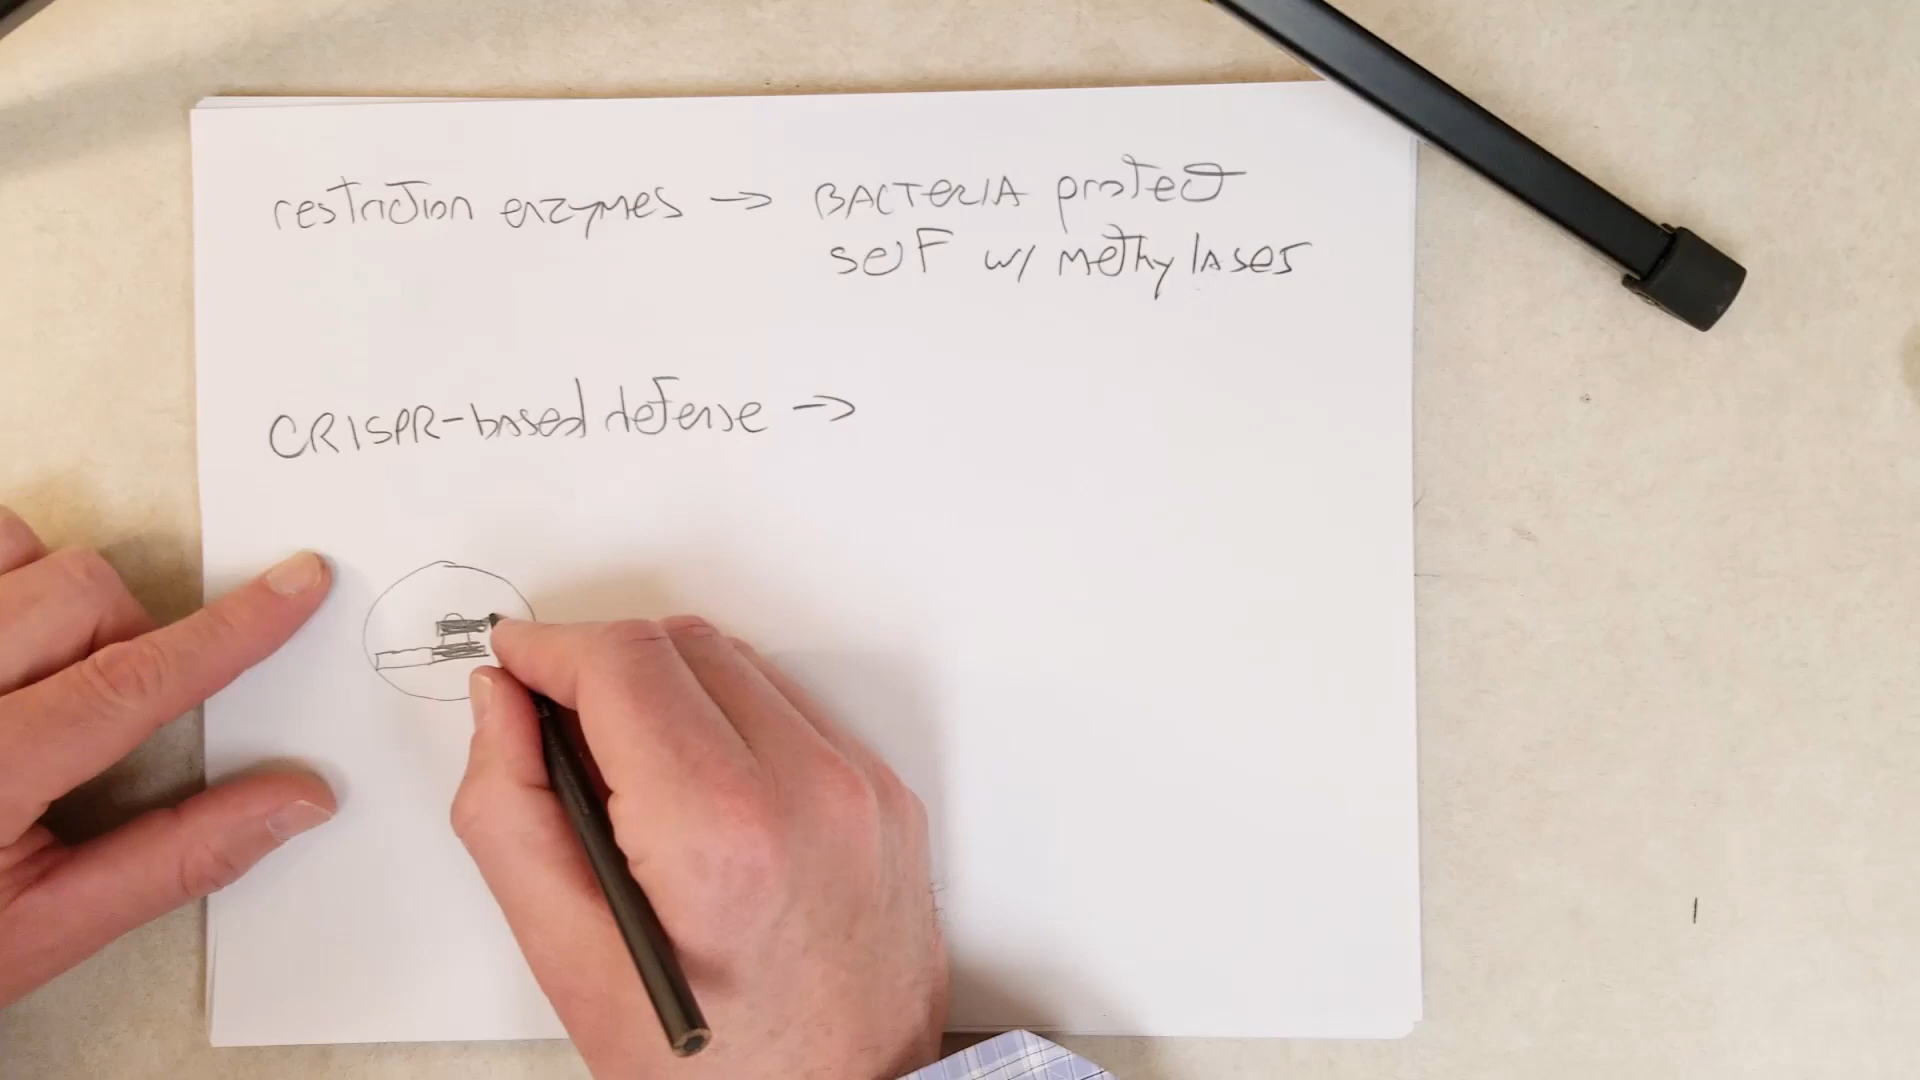 restriction enzymes → BACTERIA protect
self w/ methylases
CRISPR-based defense →